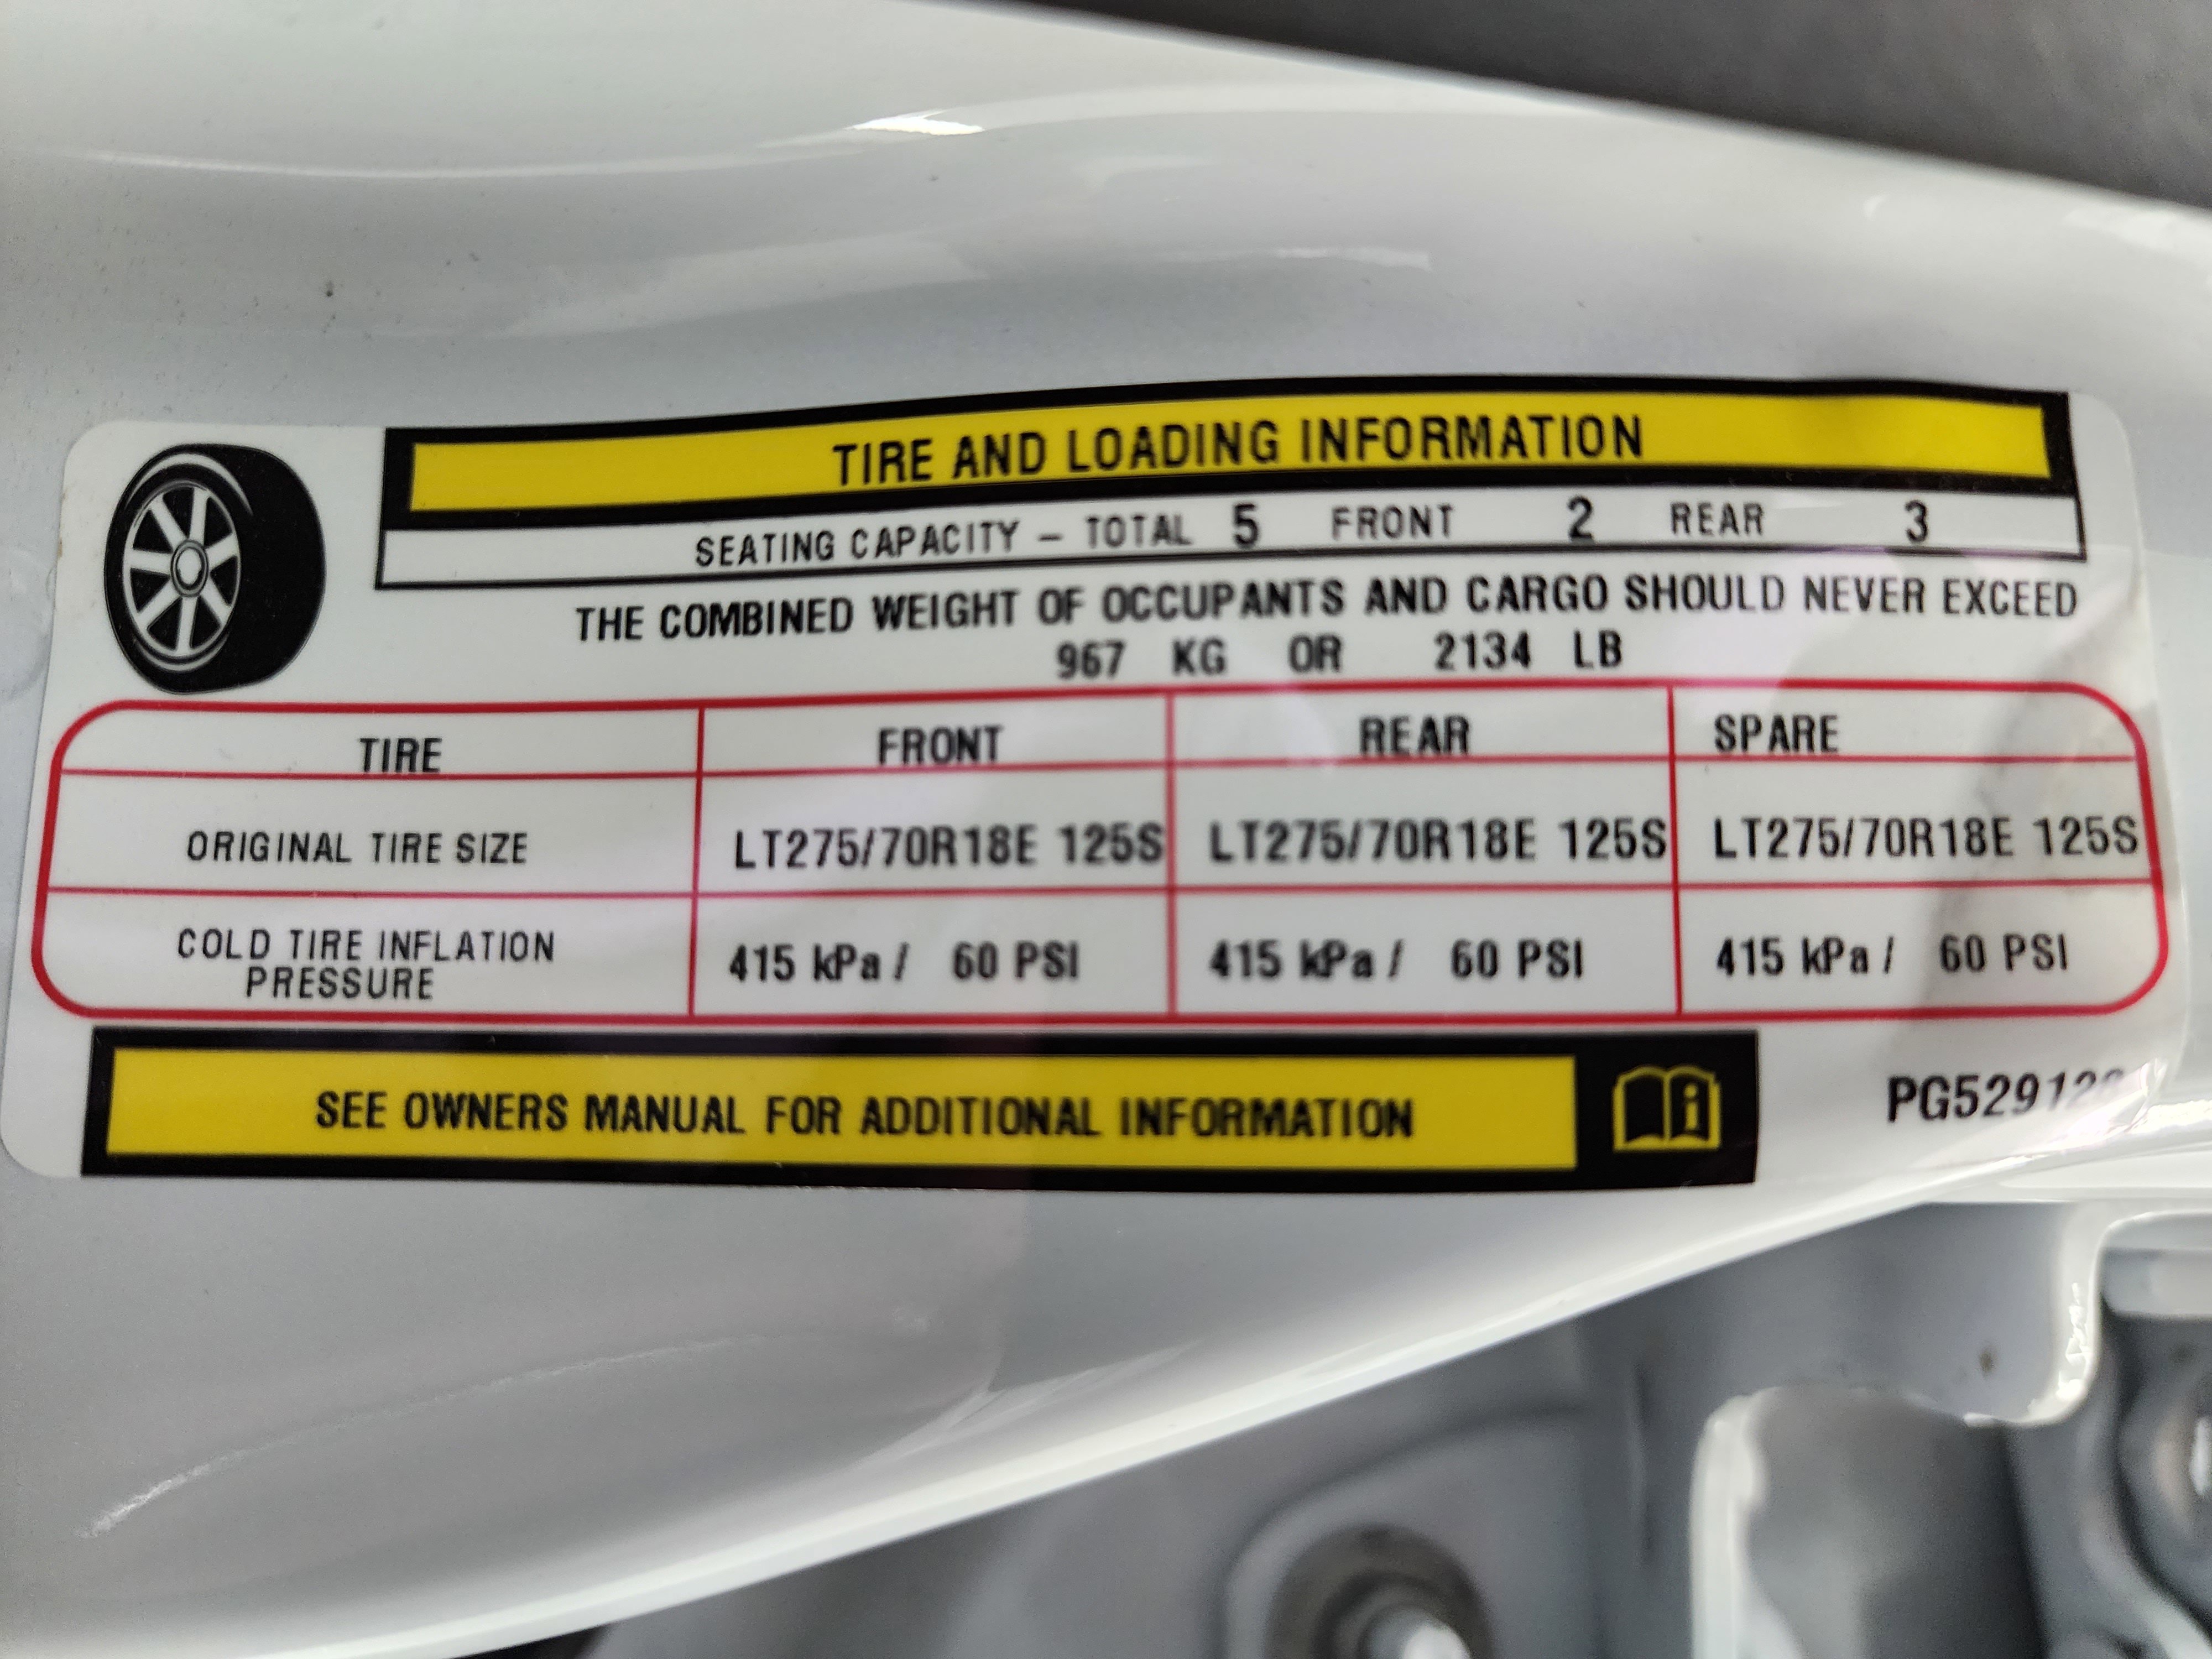 TIRE AND LOADING INFORMATION
SEATING CAPACITY – TOTAL 5 FRONT 2 REAR 3
THE COMBINED WEIGHT OF OCCUPANTS AND CARGO SHOULD NEVER EXCEED
967 KG OR 2134 LB
TIRE FRONT REAR SPARE
ORIGINAL TIRE SIZE LT275/70R18E 125S LT275/70R18E 125S LT275/70R18E 125S
COLD TIRE INFLATION
PRESSURE 415 kPa / 60 PSI 415 kPa / 60 PSI 415 kPa / 60 PSI
SEE OWNERS MANUAL FOR ADDITIONAL INFORMATION